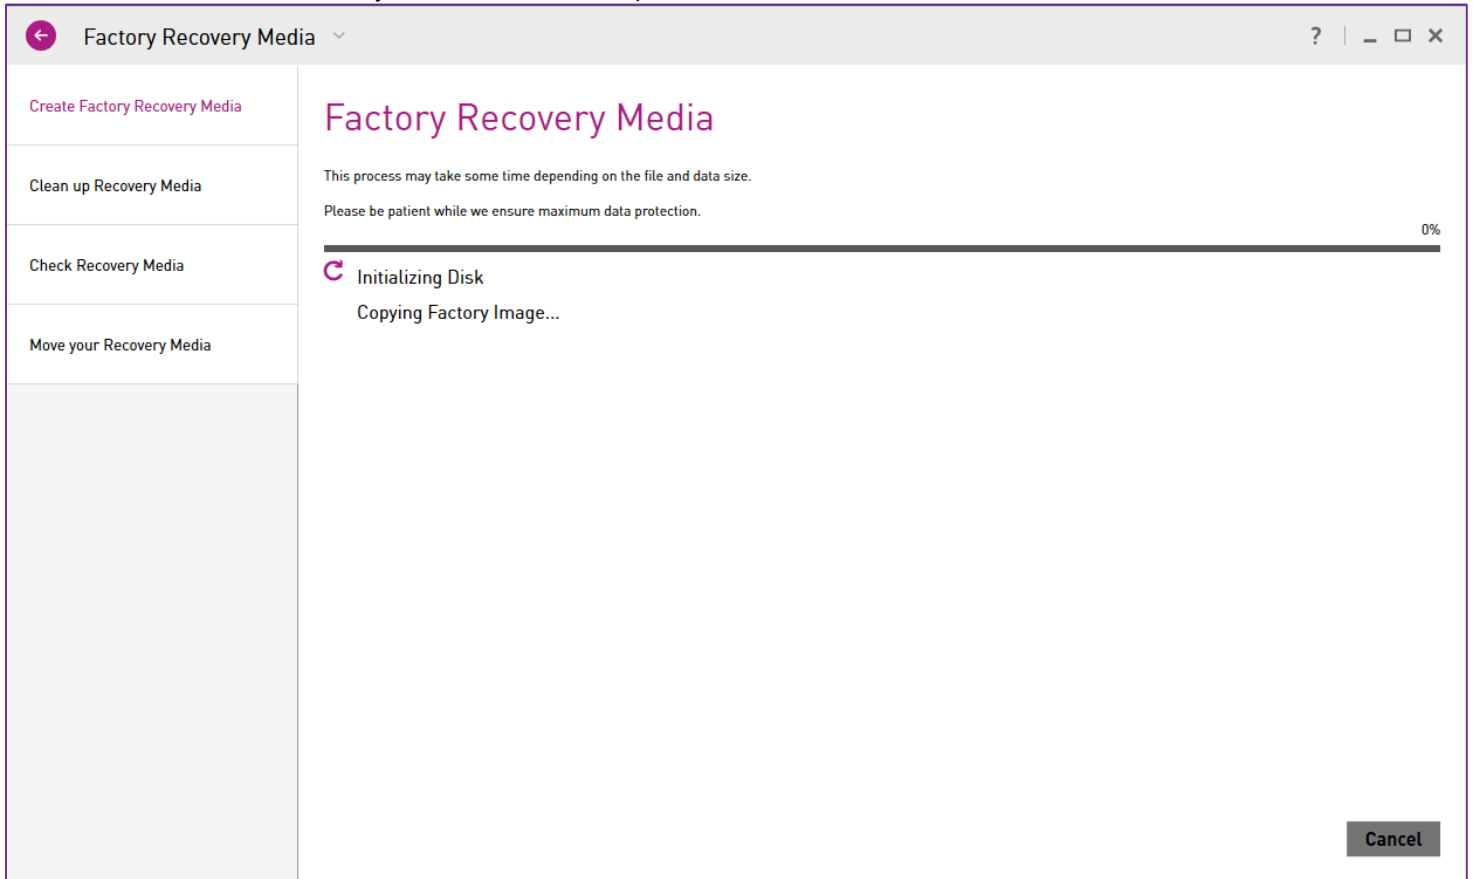 Factory Recovery Media
?
Create Factory Recovery Media
Clean up Recovery Media
Check Recovery Media
Move your Recovery Media
Factory Recovery Media
This process may take some time depending on the file and data size.
Please be patient while we ensure maximum data protection.
0%
Initializing Disk
Copying Factory Image...
Cancel